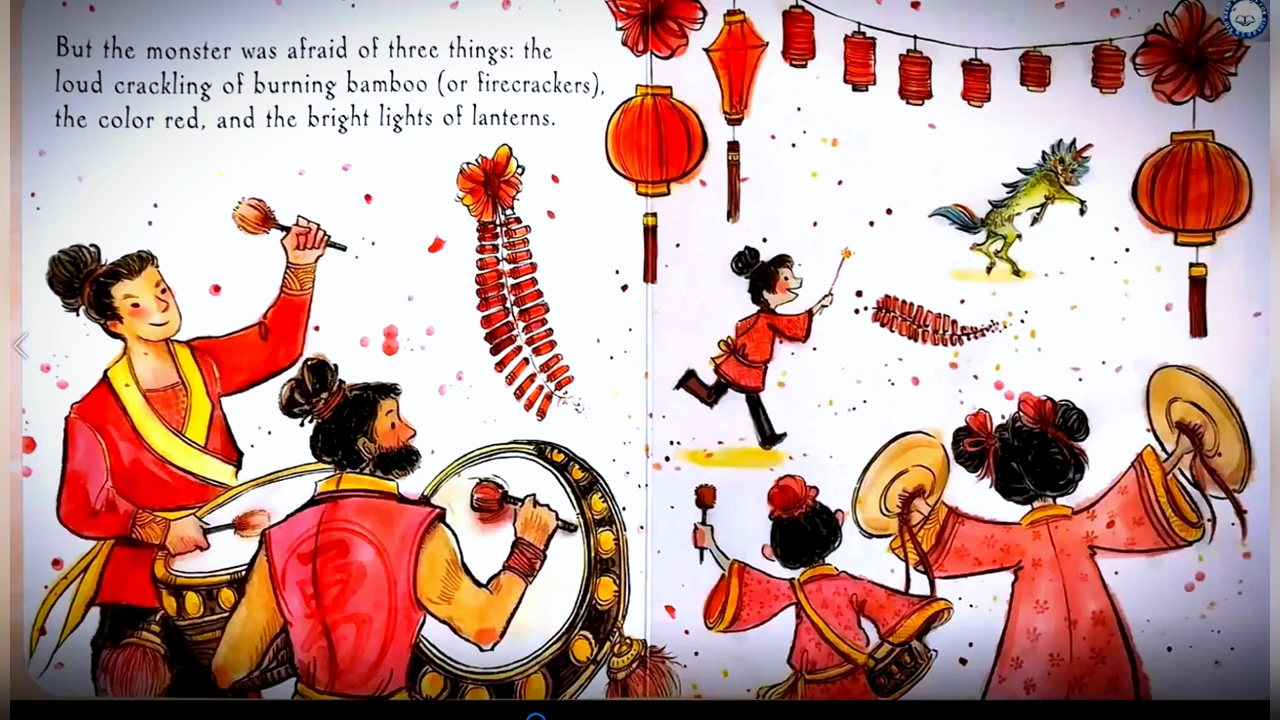 But the monster was afraid of three things: the
loud crackling of burning bamboo (or firecrackers),
the color red, and the bright lights of lanterns.